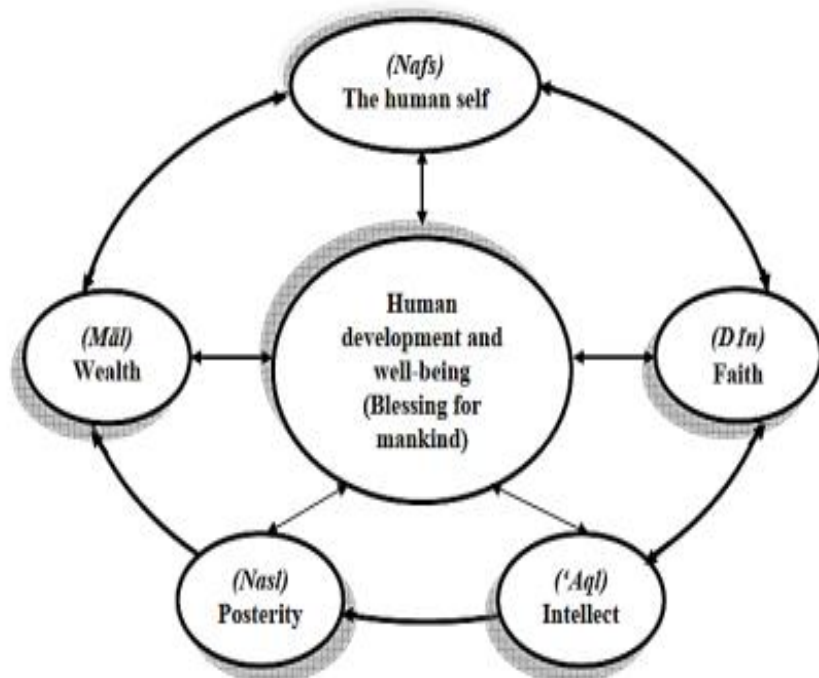 (Nafs)
The human self
(Māl)
Wealth
Human
development and
well-being
(Blessing for
mankind)
(Dīn)
Faith
(Nasl)
Posterity
(‘Aql)
Intellect